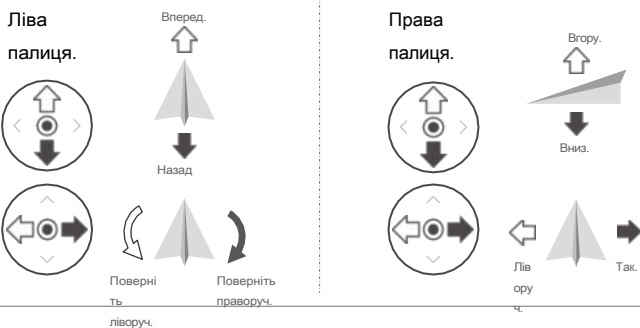 Ліва
палиця.
Вперед.
Назад
Поверні
ть
ліворуч.
Поверніть
праворуч.
Права
палиця.
Вгору.
Вниз.
Лів
ору
ч.
Так.